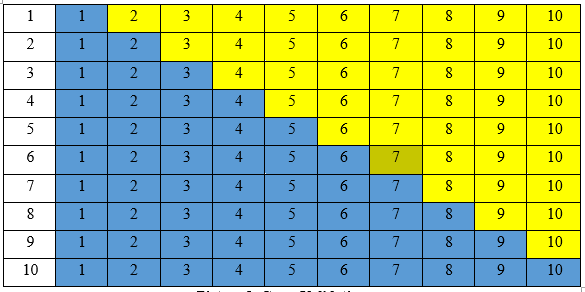 1 1 2 3 4 5 6 7 8 9 10
2 1 2 3 4 5 6 7 8 9 10
3 1 2 3 4 5 6 7 8 9 10
4 1 2 3 4 5 6 7 8 9 10
5 1 2 3 4 5 6 7 8 9 10
6 1 2 3 4 5 6 7 8 9 10
7 1 2 3 4 5 6 7 8 9 10
8 1 2 3 4 5 6 7 8 9 10
9 1 2 3 4 5 6 7 8 9 10
10 1 2 3 4 5 6 7 8 9 10